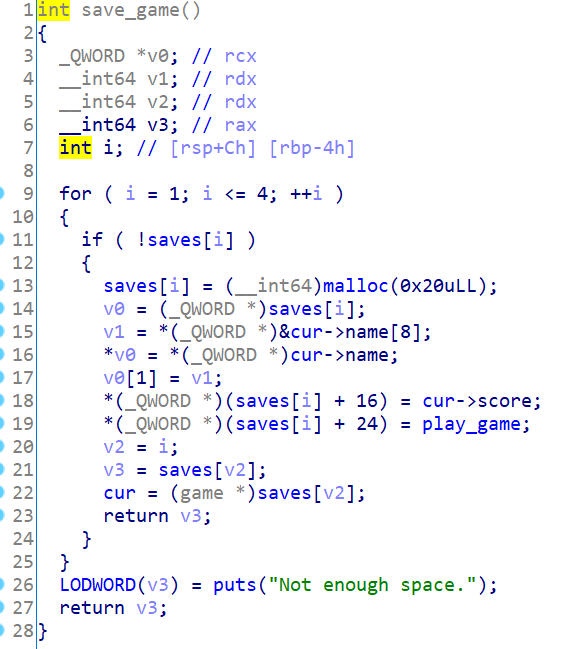 1 int save_game()
2 {
3   _QWORD *v0; // rcx
4   __int64 v1; // rdx
5   __int64 v2; // rdx
6   __int64 v3; // rax
7   int i; // [rsp+Ch] [rbp-4h]
8
9   for ( i = 1; i <= 4; ++i )
10   {
11     if ( !saves[i] )
12     {
13       saves[i] = (__int64)malloc(0x20uLL);
14       v0 = (_QWORD *)saves[i];
15       v1 = *(_QWORD *)&cur->name[8];
16       *v0 = *(_QWORD *)cur->name;
17       v0[1] = v1;
18       *(_QWORD *)(saves[i] + 16) = cur->score;
19       *(_QWORD *)(saves[i] + 24) = play_game;
20       v2 = i;
21       v3 = saves[v2];
22       cur = (game *)saves[v2];
23       return v3;
24     }
25   }
26   LODWORD(v3) = puts("Not enough space.");
27   return v3;
28 }